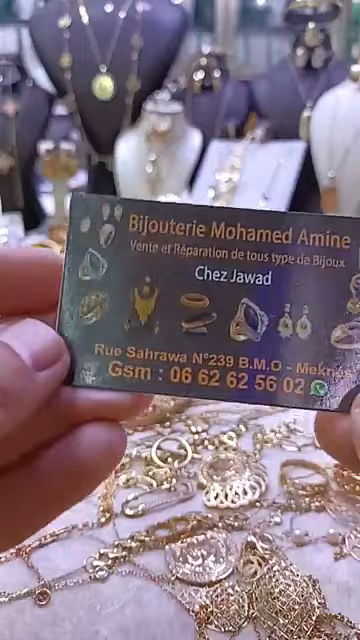 Bijouterie Mohamed Amine
Vente et Réparation de tous type de Bijoux
Chez Jawad
Rue Sahrawa N°239 B.M.O - Meknès
Gsm : 06 62 62 56 02